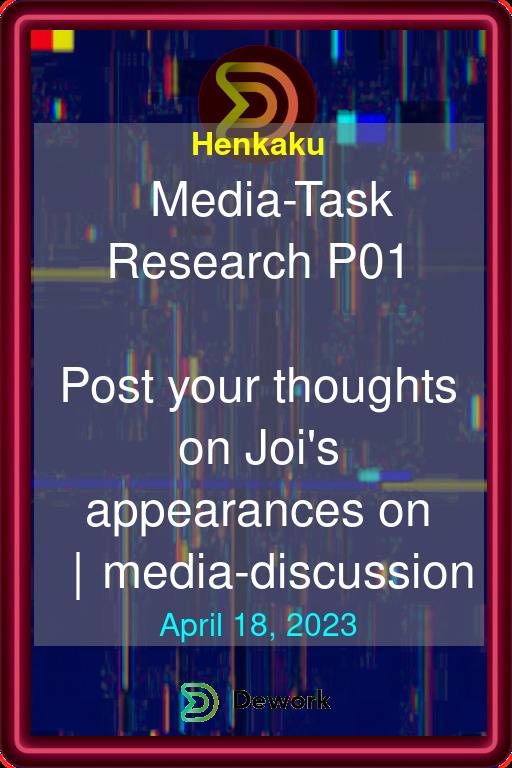 Henkaku
Media-Task
Research P01
Post your thoughts
on Joi's
appearances on
| media-discussion
April 18, 2023
Dework